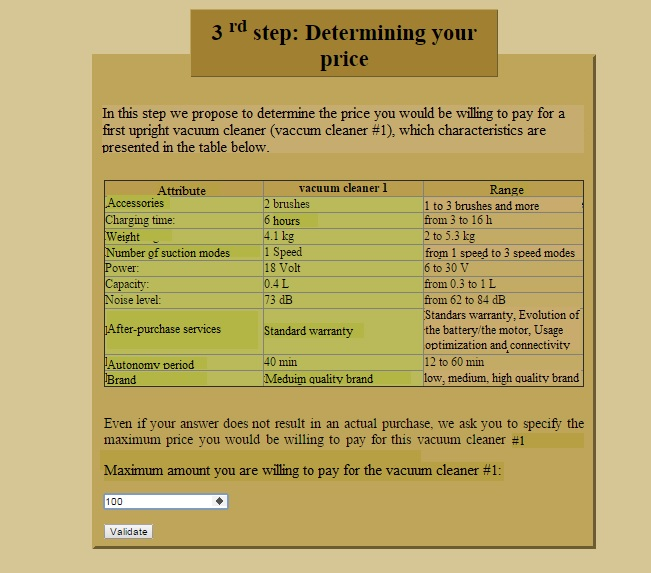 3 rd step: Determining your
price
In this step we propose to determine the price you would be willing to pay for a
first upright vacuum cleaner (vaccum cleaner #1), which characteristics are
presented in the table below.
Attribute vacuum cleaner 1 Range
Accessories 2 brushes 1 to 3 brushes and more
Charging time: 6 hours from 3 to 16 h
Weight 4.1 kg 2 to 5.3 kg
Number of suction modes 1 Speed from 1 speed to 3 speed modes
Power: 18 Volt 6 to 30 V
Capacity: 0.4 L from 0.3 to 1 L
Noise level: 73 dB from 62 to 84 dB
After-purchase services Standard warranty Standars warranty, Evolution of
the battery/the motor, Usage
optimization and connectivity
Autonomy period 40 min 12 to 60 min
Brand Meduim quality brand low, medium, high quality brand
Even if your answer does not result in an actual purchase, we ask you to specify the
maximum price you would be willing to pay for this vacuum cleaner #1
Maximum amount you are willing to pay for the vacuum cleaner #1:
100
Validate